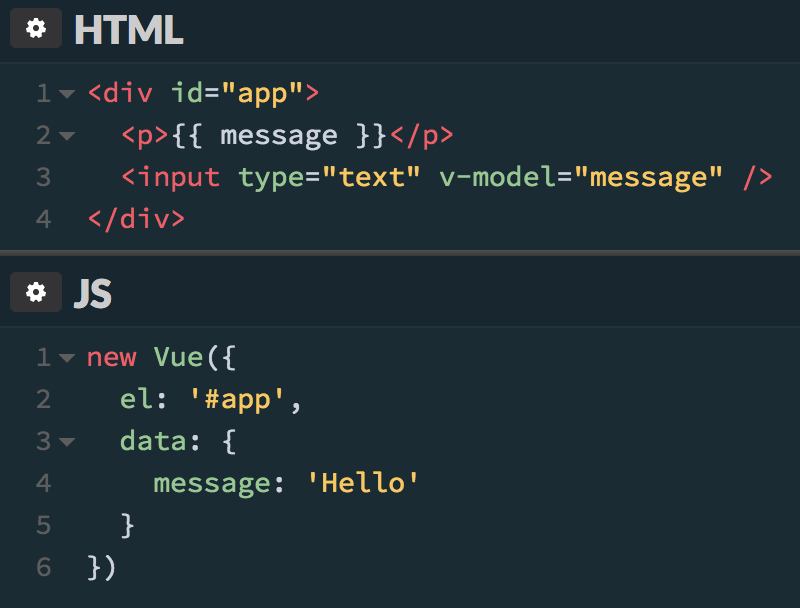 HTML
1 <div id="app">
2   <p>{{ message }}</p>
3   <input type="text" v-model="message" />
4 </div>
JS
1 new Vue({
2   el: '#app',
3   data: {
4     message: 'Hello'
5   }
6 })